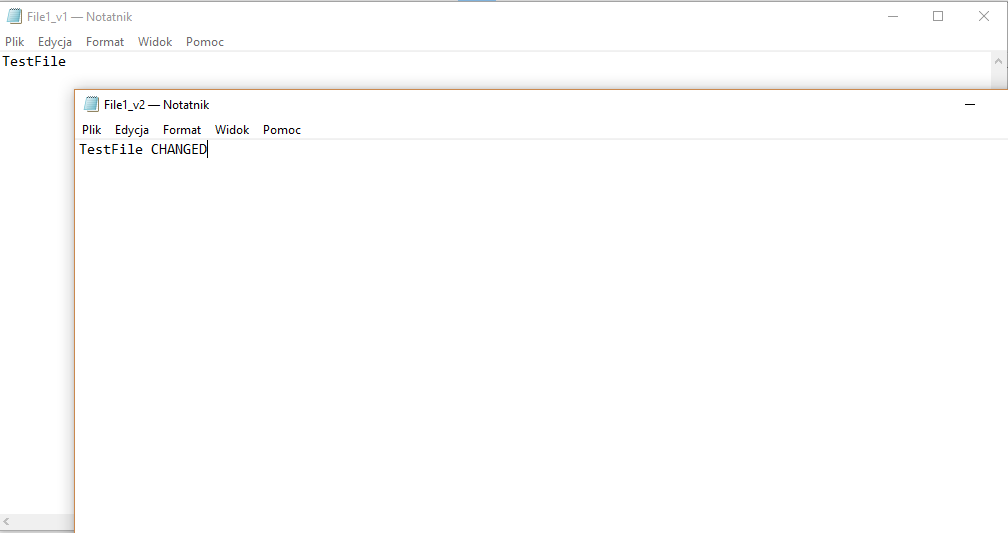 File1_v1 — Notatnik
Plik Edycja Format Widok Pomoc
TestFile
File1_v2 — Notatnik
Plik Edycja Format Widok Pomoc
TestFile CHANGED